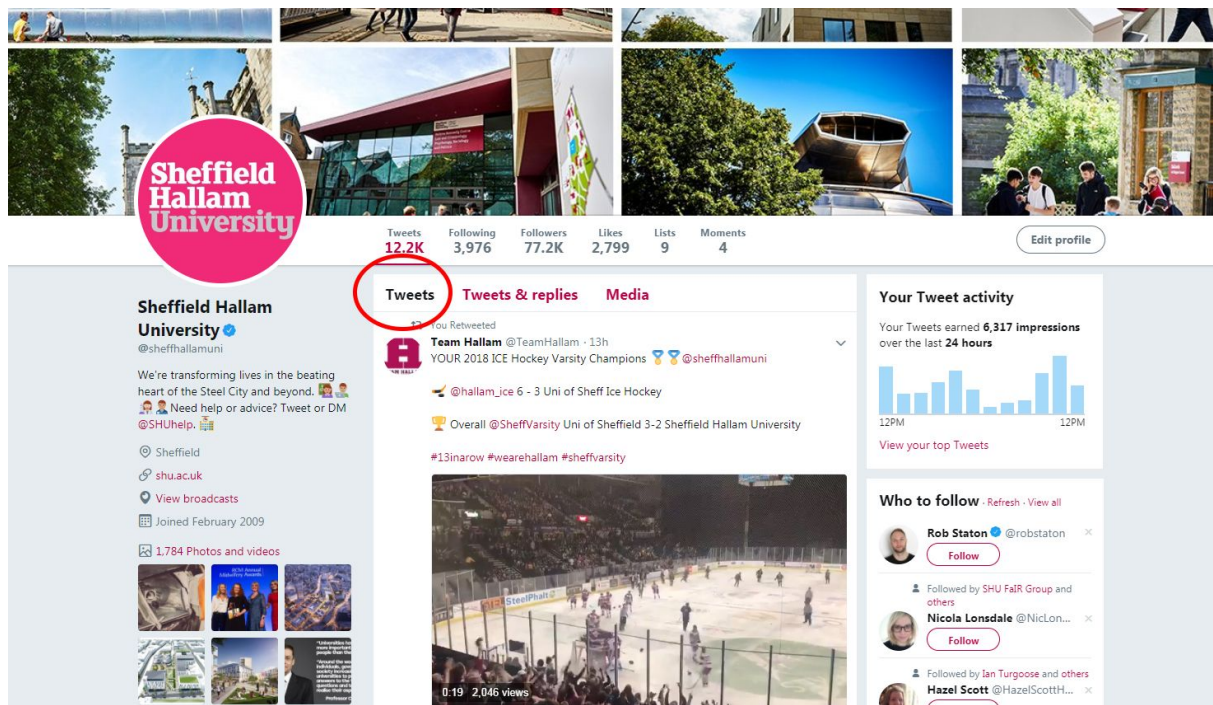 Sheffield
Hallam
University
Tweets
12.2K
Following
3,976
Followers
77.2K
Likes
2,799
Lists
9
Moments
4
Edit profile
Sheffield Hallam
University
@sheffhallamuni
We're transforming lives in the beating
heart of the Steel City and beyond.
Need help or advice? Tweet or DM
@SHUhelp.
Sheffield
shu.ac.uk
View broadcasts
Joined February 2009
1,784 Photos and videos
Tweets Tweets & replies Media
You Retweeted
Team Hallam @TeamHallam · 13h
YOUR 2018 ICE Hockey Varsity Champions @sheffhallamuni
@hallam_ice 6 - 3 Uni of Sheff Ice Hockey
Overall @SheffVarsity Uni of Sheffield 3-2 Sheffield Hallam University
#13inarow #wearehallam #sheffvarsity
SteelPhalt
0:19 2,046 views
Your Tweet activity
Your Tweets earned 6,317 impressions
over the last 24 hours
12PM 12PM
View your top Tweets
Who to follow · Refresh · View all
Rob Staton @robstaton
Follow
Followed by SHU FaIR Group and
others
Nicola Lonsdale @NicLon...
Follow
Followed by Ian Turgoose and others
Hazel Scott @HazelScottH...